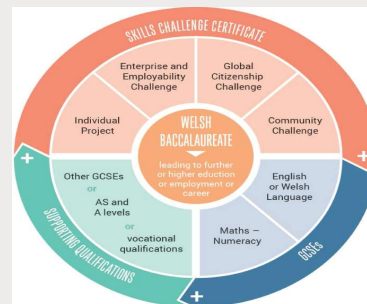 SKILLS CHALLENGE CERTIFICATE
Enterprise and
Employability
Challenge
Global
Citizenship
Challenge
Individual
Project
Community
Challenge
WELSH
BACCALAUREATE
leading to further
or higher eduction
or employment or
career
Other GCSEs
or
AS and
A levels
or
vocational
qualifications
English
or Welsh
Language
Maths –
Numeracy
+
+
+
SUPPORTING QUALIFICATIONS
GCSEs